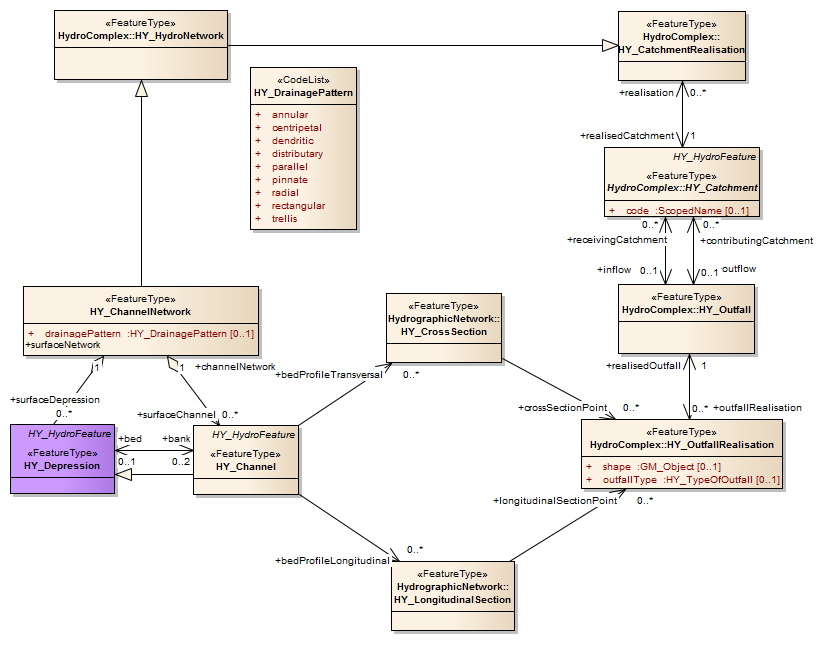 «FeatureType»
HydroComplex::HY_HydroNetwork
«FeatureType»
HydroComplex::
HY_CatchmentRealisation
«CodeList»
HY_DrainagePattern
+ annular
+ centripetal
+ dendritic
+ distributary
+ parallel
+ pinnate
+ radial
+ rectangular
+ trellis
+realisation 0..*
+realisedCatchment 1
HY_HydroFeature
«FeatureType»
HydroComplex::HY_Catchment
+ code :ScopedName [0..1]
0..* 0..*
+receivingCatchment +contributingCatchment
+inflow 0..1 0..1 +outflow
«FeatureType»
HydroComplex::HY_Outfall
«FeatureType»
HY_ChannelNetwork
+ drainagePattern :HY_DrainagePattern [0..1]
+surfaceNetwork
1 1 +channelNetwork
«FeatureType»
HydrographicNetwork::
HY_CrossSection
+bedProfileTransversal 0..*
+realisedOutfall 1
+surfaceDepression
0..*
+surfaceChannel 0..*
+crossSectionPoint 0..*
0..* +outfallRealisation
HY_HydroFeature
«FeatureType»
HY_Depression
+bed +bank
0..1 0..2
HY_HydroFeature
«FeatureType»
HY_Channel
«FeatureType»
HydroComplex::HY_OutfallRealisation
+ shape :GM_Object [0..1]
+ outfallType :HY_TypeOfOutfall [0..1]
+longitudinalSectionPoint 0..*
0..*
+bedProfileLongitudinal
«FeatureType»
HydrographicNetwork::
HY_LongitudinalSection